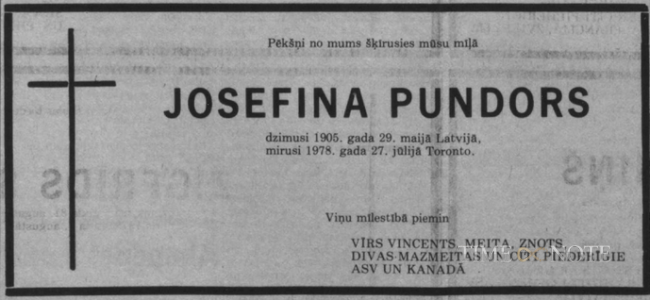 Pēkšņi no mums šķīrusies mūsu mīļā
JOSEFINA PUNDORS
dzimusi 1905. gada 29. maijā Latvijā,
mirusi 1978. gada 27. jūlijā Toronto.
Viņu mīlestībā piemin
VĪRS VINCENTS, MEITA, ZNOTS,
DIVAS MAZMEITAS UN CITI PIEDERĪGIE
ASV UN KANADĀ